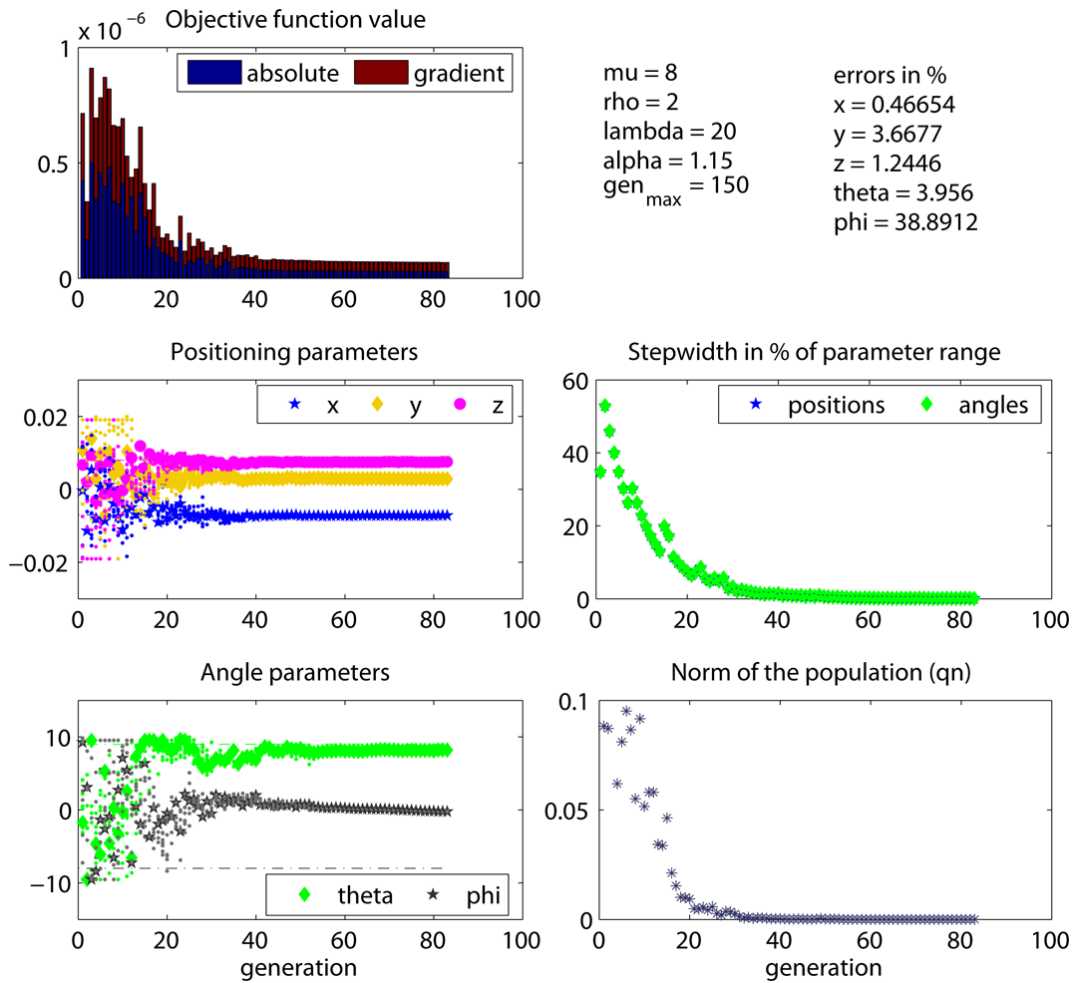 x 10 −6 Objective function value
1
0.5
0
absolute gradient
0 20 40 60 80 100
mu = 8
rho = 2
lambda = 20
alpha = 1.15
gen max = 150
errors in %
x = 0.46654
y = 3.6677
z = 1.2446
theta = 3.956
phi = 38.8912
Positioning parameters
x y z
0.02
0
−0.02
0 20 40 60 80 100
Stepwidth in % of parameter range
positions angles
60
40
20
0
0 20 40 60 80 100
Angle parameters
10
0
−10
theta phi
0 20 40 60 80 100
generation
Norm of the population (qn)
0.1
0.05
0
0 20 40 60 80 100
generation